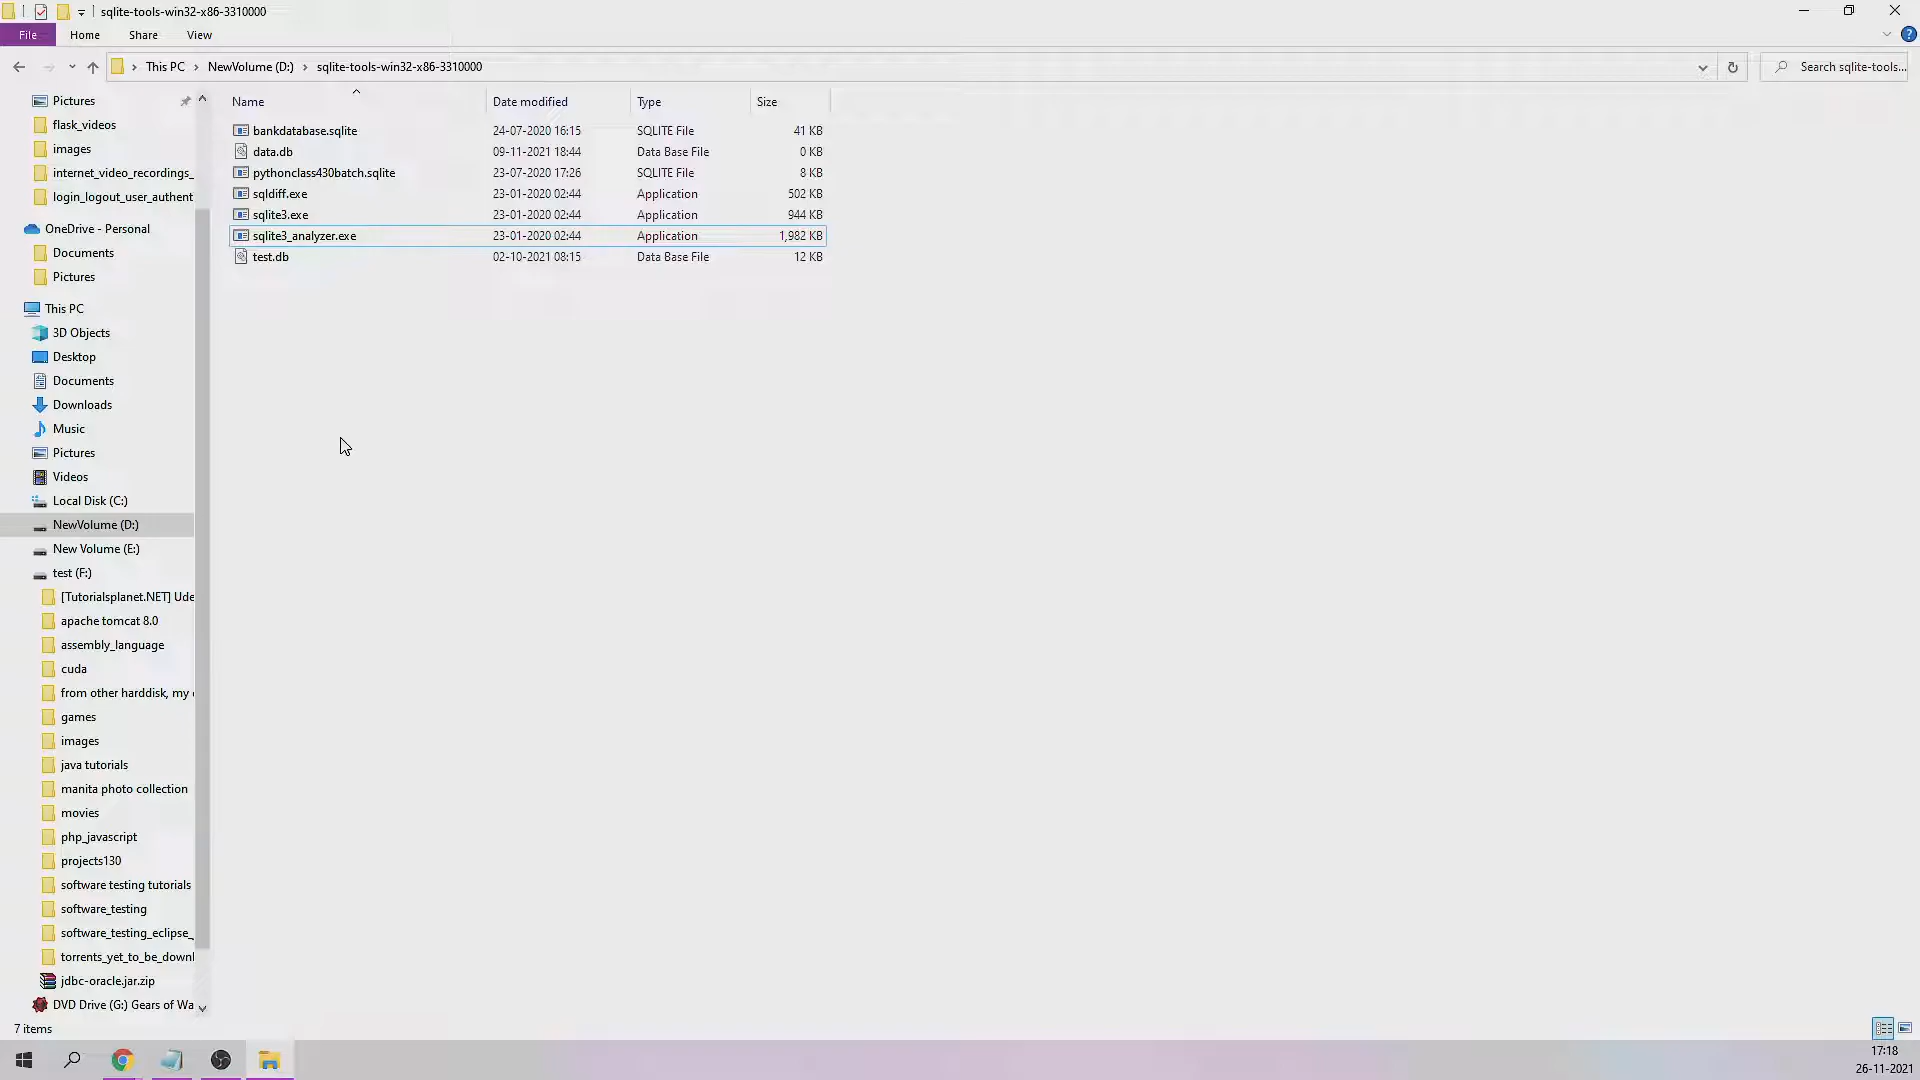 sqlite-tools-win32-x86-3310000
File Home Share View
This PC NewVolume (D:) sqlite-tools-win32-x86-3310000
Search sqlite-tools...
Name Date modified Type Size
bankdatabase.sqlite 24-07-2020 16:15 SQLITE File 41 KB
data.db 09-11-2021 18:44 Data Base File 0 KB
pythonclass430batch.sqlite 23-07-2020 17:26 SQLITE File 8 KB
sqldiff.exe 23-01-2020 02:44 Application 502 KB
sqlite3.exe 23-01-2020 02:44 Application 944 KB
sqlite3_analyzer.exe 23-01-2020 02:44 Application 1,982 KB
test.db 02-10-2021 08:15 Data Base File 12 KB
Pictures
flask_videos
images
internet_video_recordings_
login_logout_user_authent
OneDrive - Personal
Documents
Pictures
This PC
3D Objects
Desktop
Documents
Downloads
Music
Pictures
Videos
Local Disk (C:)
NewVolume (D:)
New Volume (E:)
test (F:)
[Tutorialsplanet.NET] Ude
apache tomcat 8.0
assembly_language
cuda
from other harddisk, my
games
images
java tutorials
manita photo collection
movies
php_javascript
projects130
software testing tutorials
software_testing
software_testing_eclipse_
torrents_yet_to_be_downl
jdbc-oracle.jar.zip
DVD Drive (G:) Gears of Wa
7 items
17:18
26-11-2021